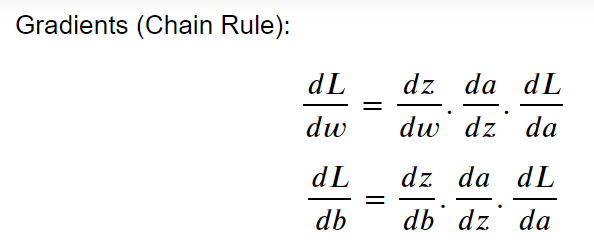 Gradients (Chain Rule):
dL/dw = dz/dw . da/dz . dL/da
dL/db = dz/db . da/dz . dL/da